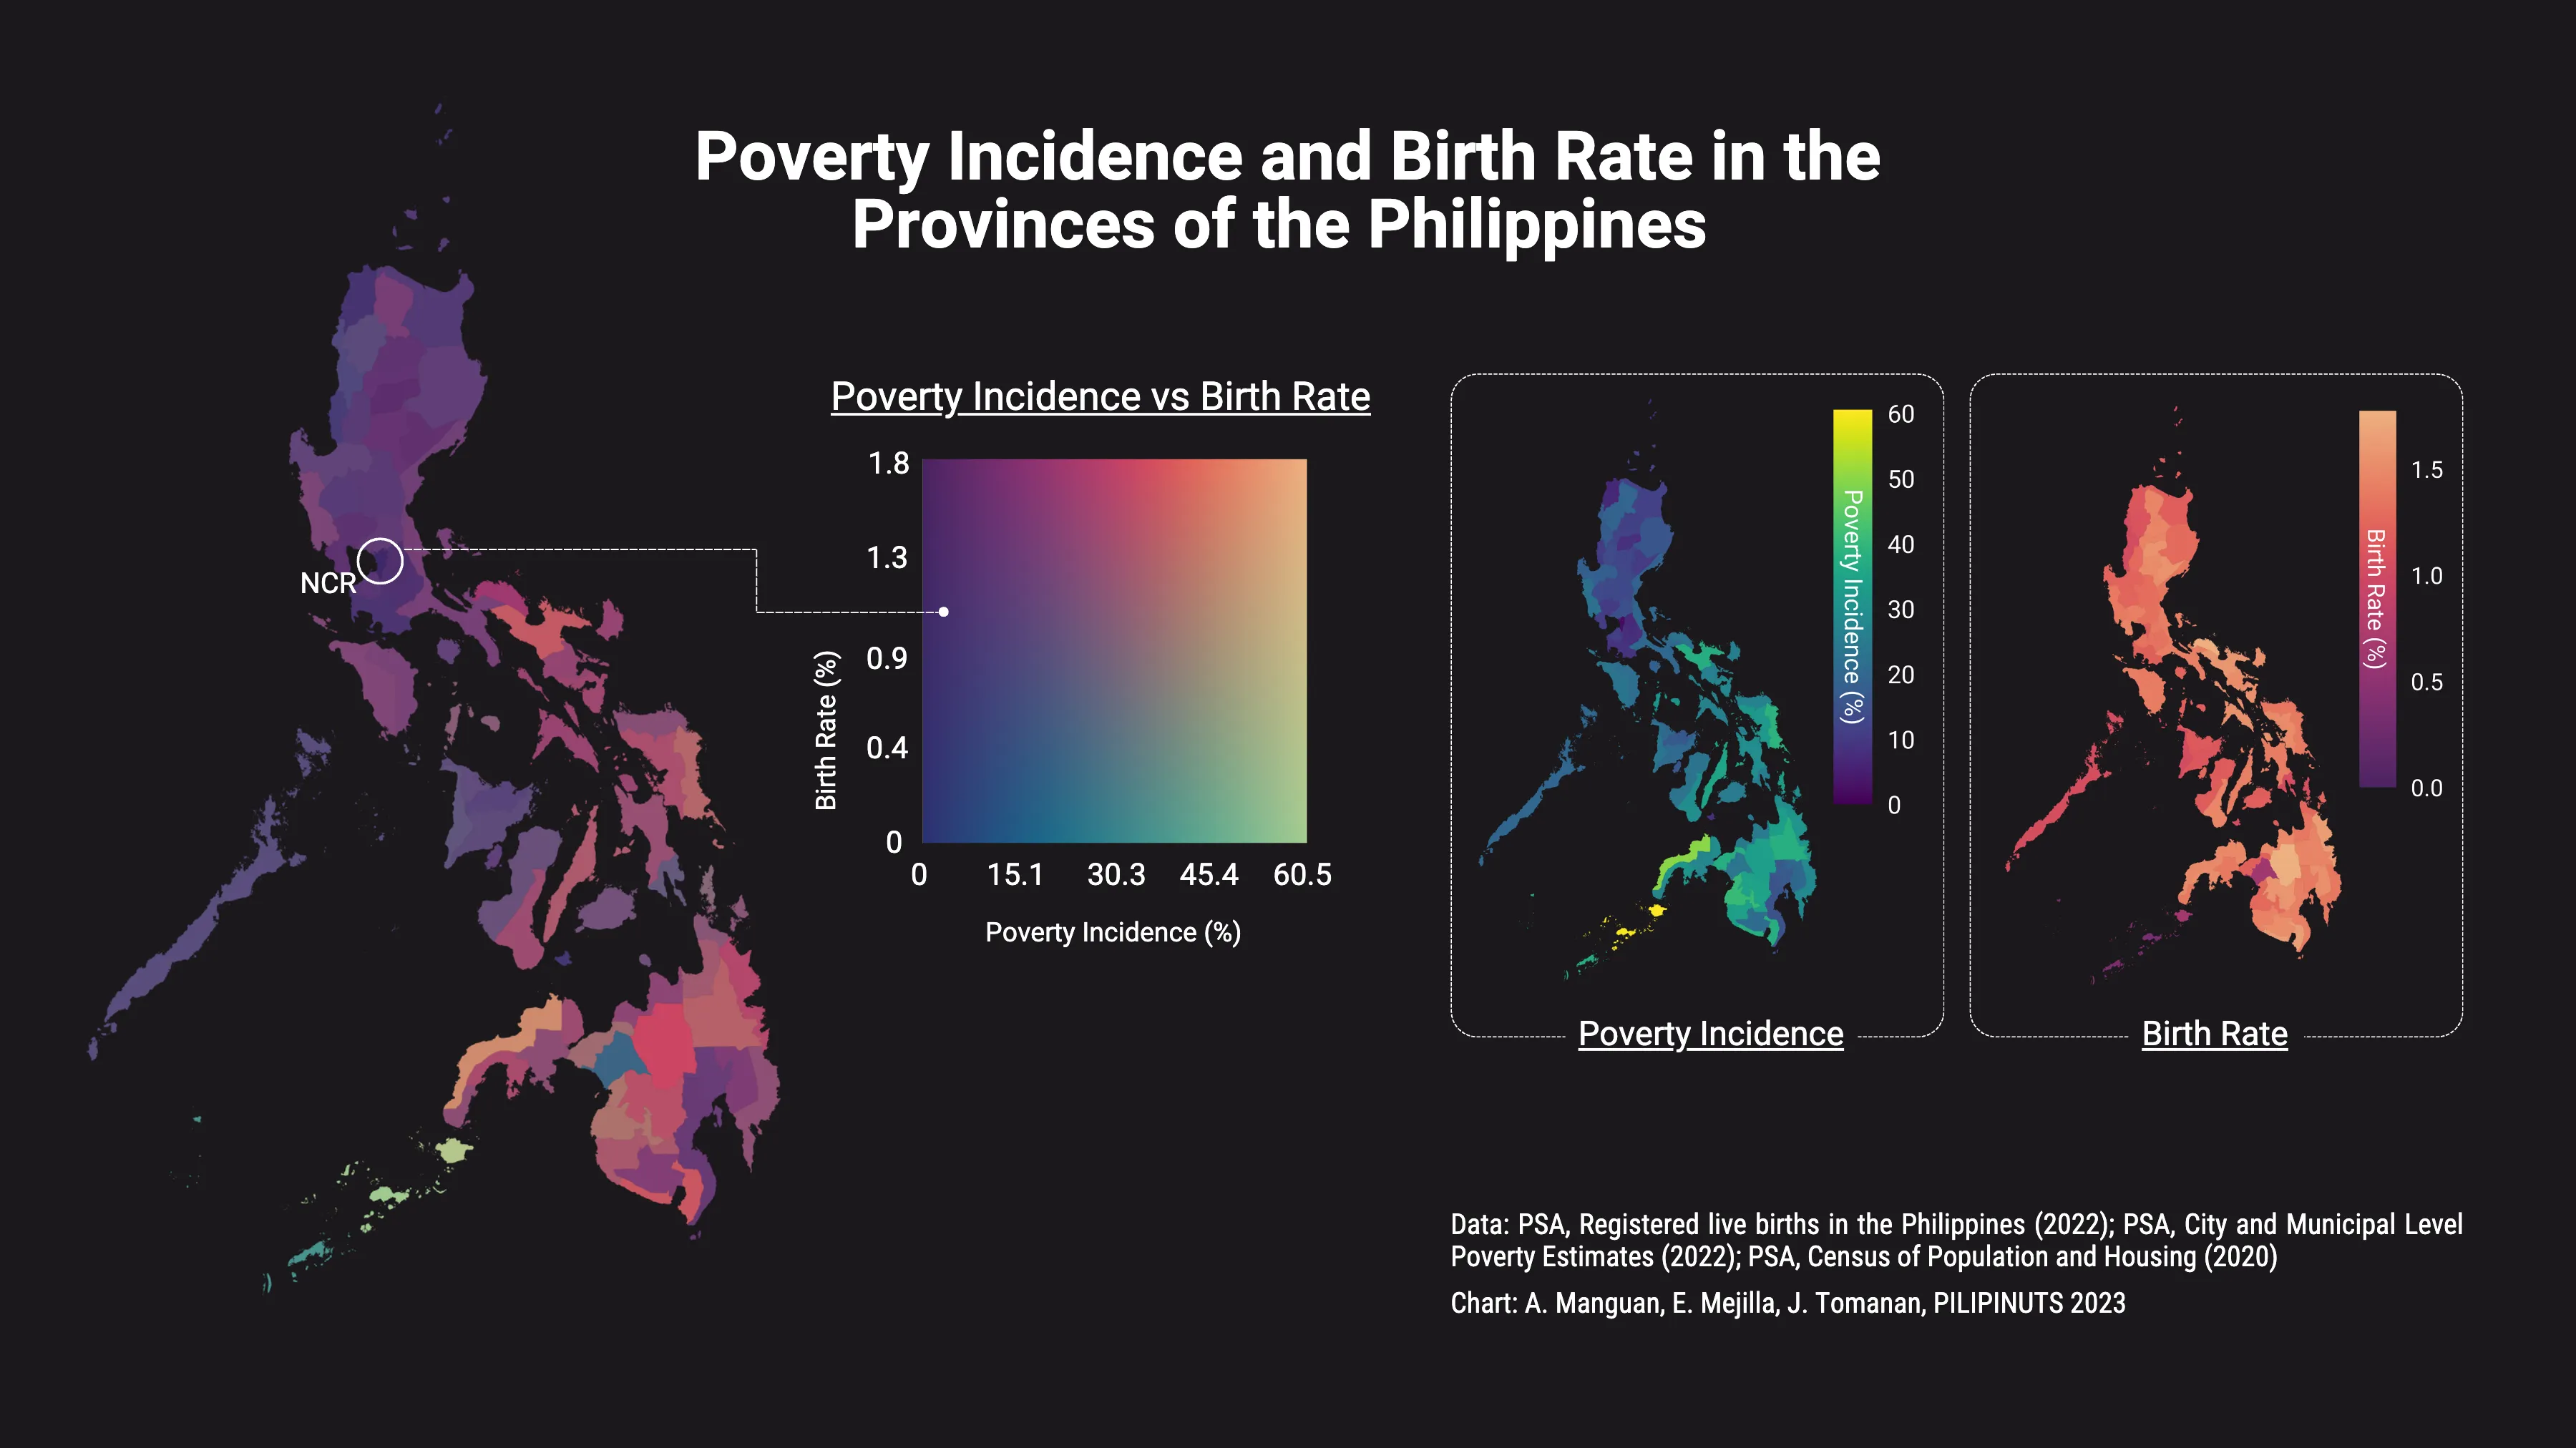 Poverty Incidence and Birth Rate in the
Provinces of the Philippines
NCR
Poverty Incidence vs Birth Rate
1.8
1.3
0.9
0.4
0
Birth Rate (%)
0
15.1
30.3
45.4
60.5
Poverty Incidence (%)
60
50
40
30
20
10
0
Poverty Incidence (%)
Poverty Incidence
1.5
1.0
0.5
0.0
Birth Rate (%)
Birth Rate
Data: PSA, Registered live births in the Philippines (2022); PSA, City and Municipal Level
Poverty Estimates (2022); PSA, Census of Population and Housing (2020)
Chart: A. Manguan, E. Mejilla, J. Tomanan, PILIPINUTS 2023